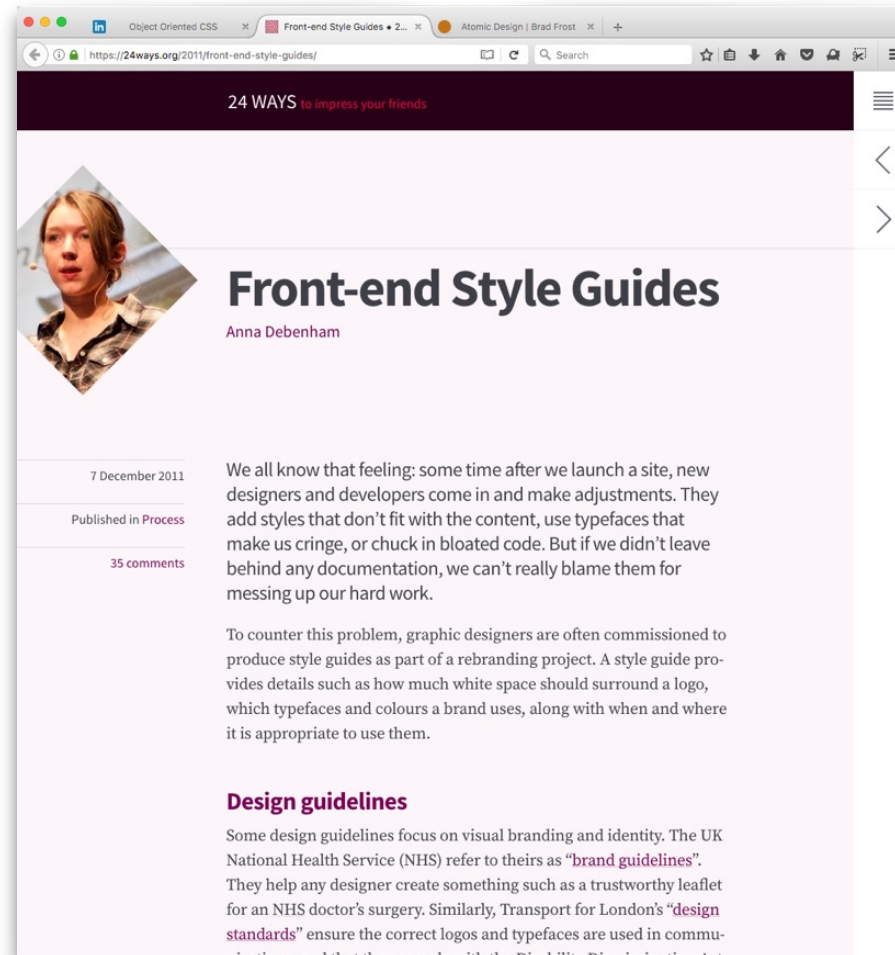 in Object Oriented CSS × Front-end Style Guides ♦ 2... × Atomic Design | Brad Frost × +
https://24ways.org/2011/front-end-style-guides/ Search
24 WAYS to impress your friends
Front-end Style Guides
Anna Debenham
7 December 2011
Published in Process
35 comments
We all know that feeling: some time after we launch a site, new
designers and developers come in and make adjustments. They
add styles that don’t fit with the content, use typefaces that
make us cringe, or chuck in bloated code. But if we didn’t leave
behind any documentation, we can’t really blame them for
messing up our hard work.
To counter this problem, graphic designers are often commissioned to
produce style guides as part of a rebranding project. A style guide pro-
vides details such as how much white space should surround a logo,
which typefaces and colours a brand uses, along with when and where
it is appropriate to use them.
Design guidelines
Some design guidelines focus on visual branding and identity. The UK
National Health Service (NHS) refer to theirs as “brand guidelines”.
They help any designer create something such as a trustworthy leaflet
for an NHS doctor’s surgery. Similarly, Transport for London’s “design
standards” ensure the correct logos and typefaces are used in commu-